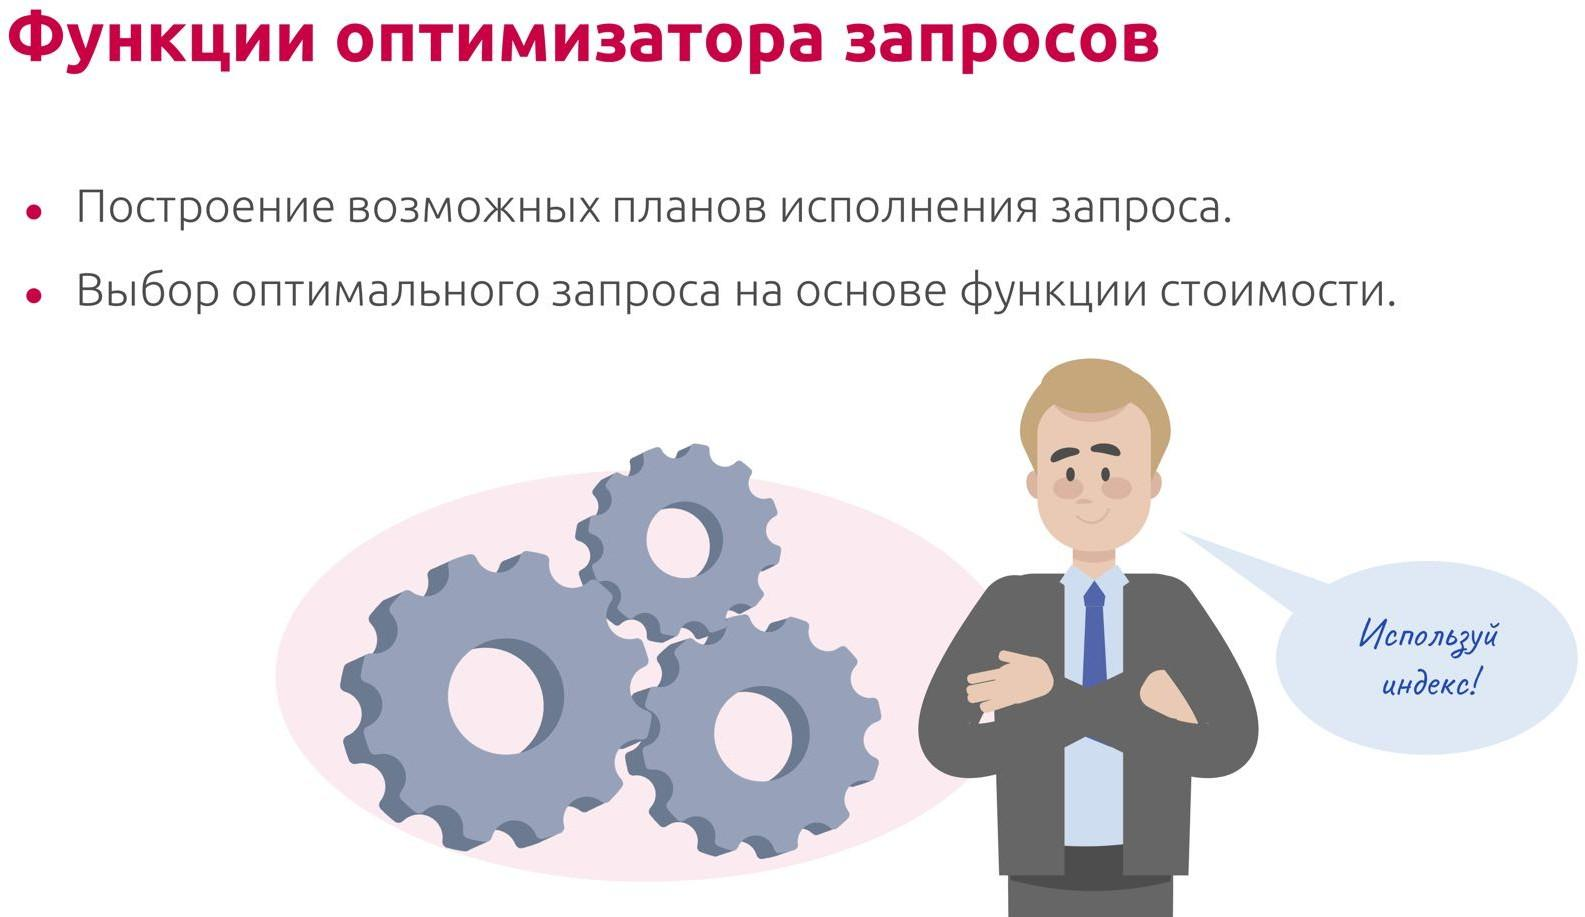 Функции оптимизатора запросов
• Построение возможных планов исполнения запроса.
• Выбор оптимального запроса на основе функции стоимости.
Используй
индекс!